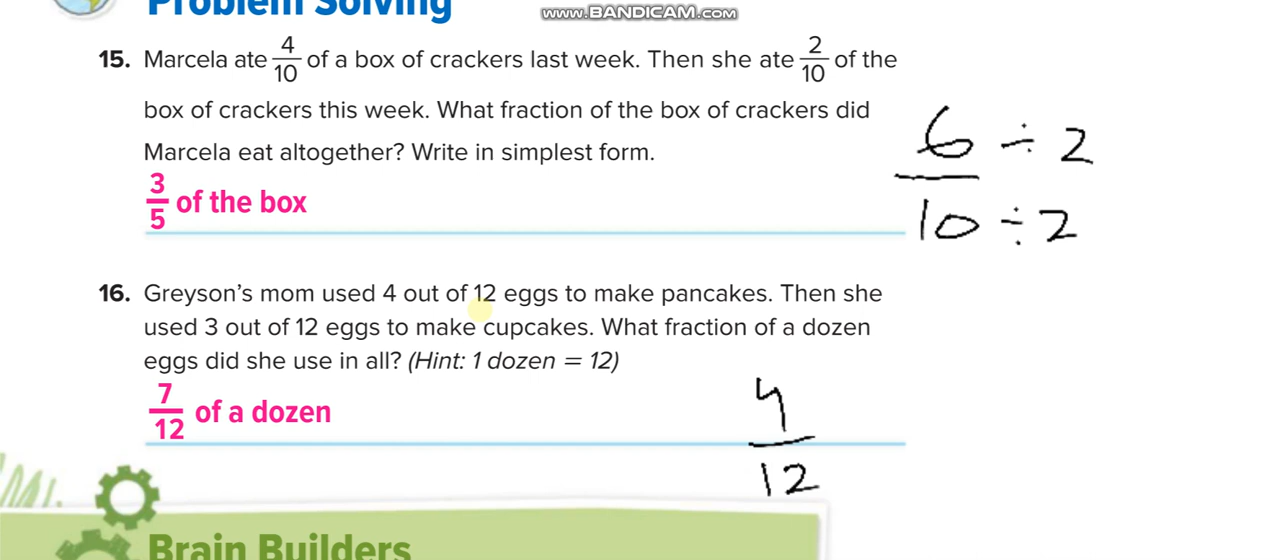 Problem Solving
www.BANDICAM.com
15. Marcela ate 4/10 of a box of crackers last week. Then she ate 2/10 of the
box of crackers this week. What fraction of the box of crackers did
Marcela eat altogether? Write in simplest form.
3/5 of the box
6 ÷ 2
10 ÷ 2
16. Greyson's mom used 4 out of 12 eggs to make pancakes. Then she
used 3 out of 12 eggs to make cupcakes. What fraction of a dozen
eggs did she use in all? (Hint: 1 dozen = 12)
7/12 of a dozen
4
12
Brain Builders